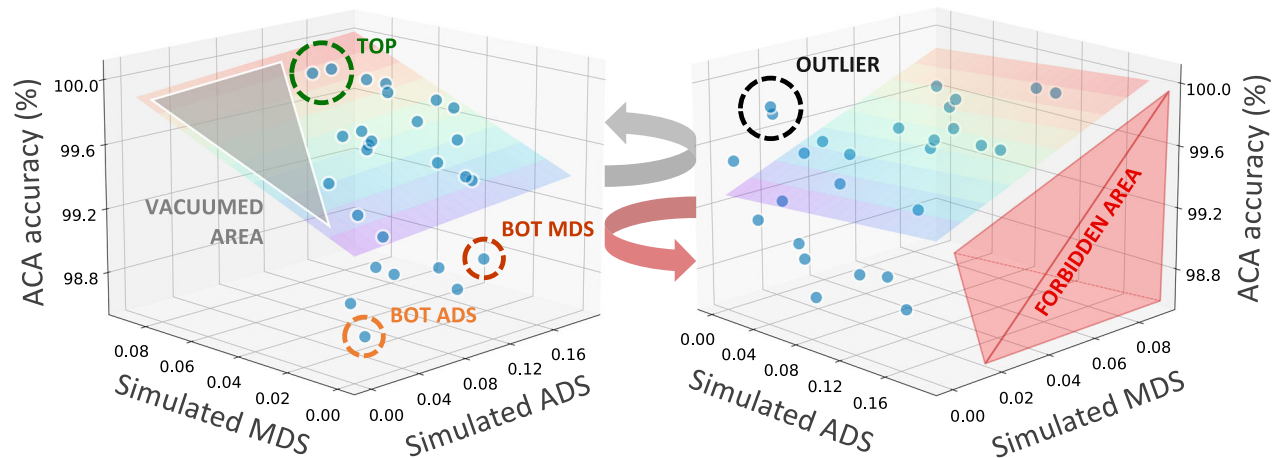 TOP
100.0
99.6
99.2
98.8
ACA accuracy (%)
VACUUMED
AREA
BOT MDS
BOT ADS
0.08
0.06
0.04
0.02
0.00
Simulated MDS
0.00
0.04
0.08
0.12
0.16
Simulated ADS
OUTLIER
FORBIDDEN AREA
100.0
99.6
99.2
98.8
ACA accuracy (%)
0.00
0.04
0.08
0.12
0.16
Simulated ADS
0.00
0.02
0.04
0.06
0.08
Simulated MDS